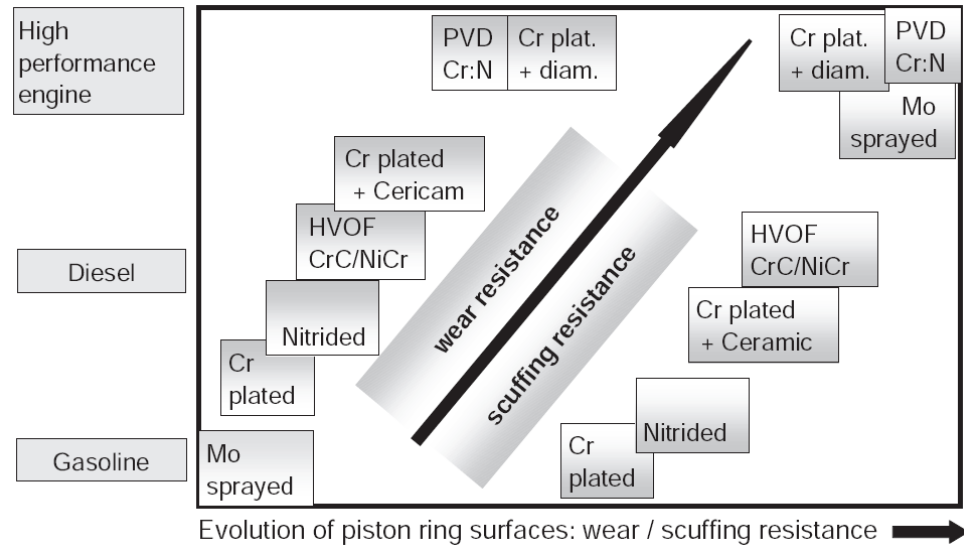 High
performance
engine
Diesel
Gasoline
PVD
Cr:N
Cr plat.
+ diam.
Cr plated
+ Cericam
HVOF
CrC/NiCr
Nitrided
Cr
plated
Mo
sprayed
wear resistance
scuffing resistance
Cr plat.
+ diam.
PVD
Cr:N
Mo
sprayed
HVOF
CrC/NiCr
Cr plated
+ Ceramic
Nitrided
Cr
plated
Evolution of piston ring surfaces: wear / scuffing resistance